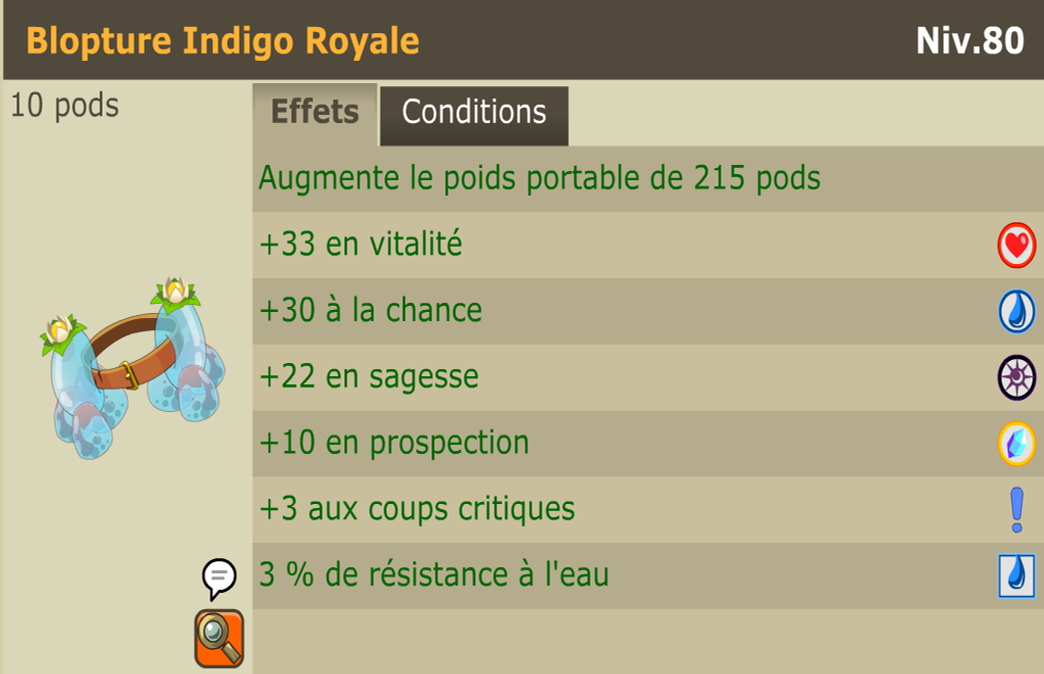 Blopture Indigo Royale
Niv.80
10 pods
Effets
Conditions
Augmente le poids portable de 215 pods
+33 en vitalité
+30 à la chance
+22 en sagesse
+10 en prospection
+3 aux coups critiques
3 % de résistance à l'eau